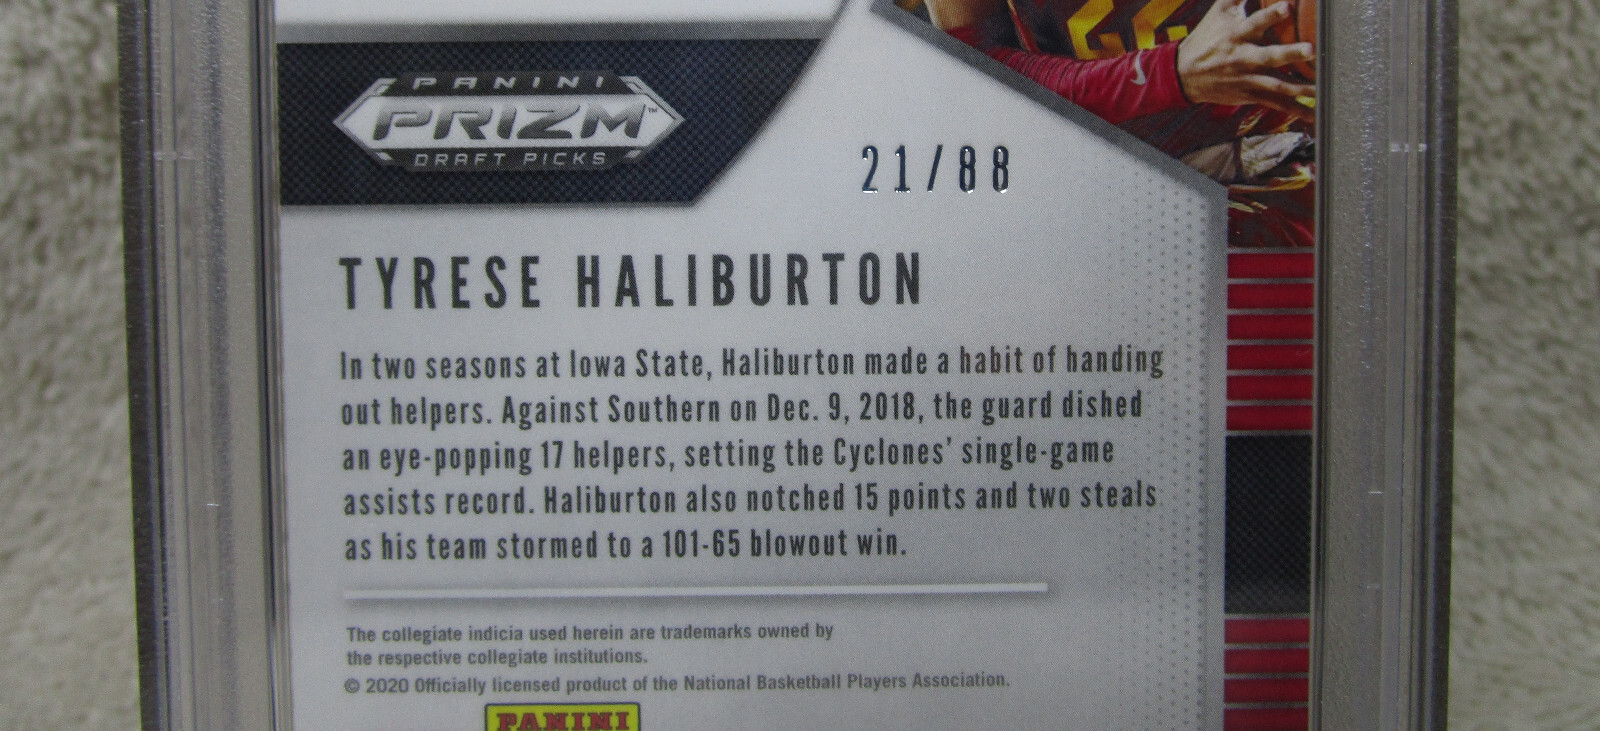 PANINI
PRIZM™
DRAFT PICKS
21/88
TYRESE HALIBURTON
In two seasons at Iowa State, Haliburton made a habit of handing
out helpers. Against Southern on Dec. 9, 2018, the guard dished
an eye-popping 17 helpers, setting the Cyclones' single-game
assists record. Haliburton also notched 15 points and two steals
as his team stormed to a 101-65 blowout win.
The collegiate indicia used herein are trademarks owned by
the respective collegiate institutions.
© 2020 Officially licensed product of the National Basketball Players Association.
PANINI